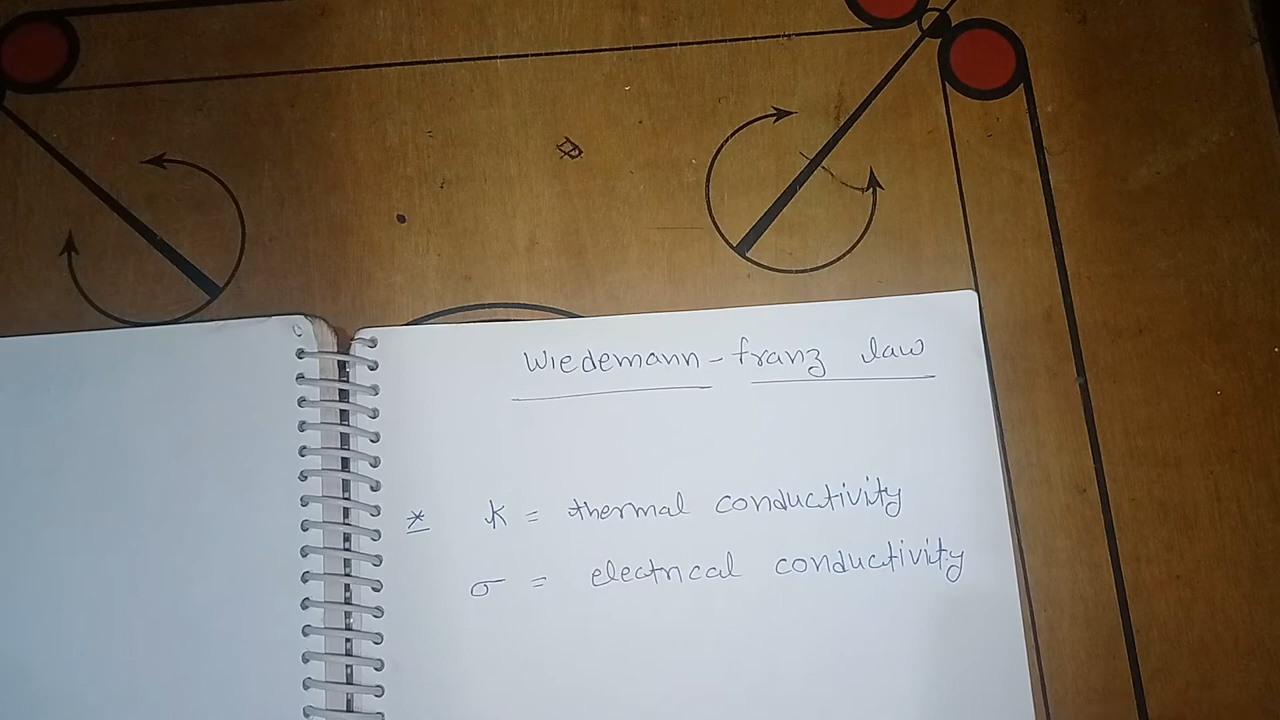 Wiedemann - franz law
* K = thermal conductivity
σ = electrical conductivity